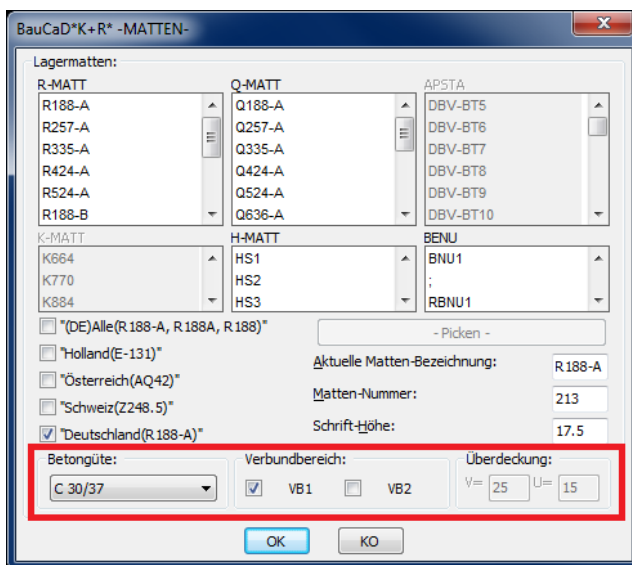 BauCaD*K+R* -MATTEN-
Lagermatten:
R-MATT
R188-A
R257-A
R335-A
R424-A
R524-A
R188-B
Q-MATT
Q188-A
Q257-A
Q335-A
Q424-A
Q524-A
Q636-A
APSTA
DBV-BT5
DBV-BT6
DBV-BT7
DBV-BT8
DBV-BT9
DBV-BT10
K-MATT
K664
K770
K884
H-MATT
HS1
HS2
HS3
BENU
BNU1
;
RBNU1
"(DE)Alle(R188-A, R188A, R188)"
"Holland(E-131)"
"Österreich(AQ42)"
"Schweiz(Z248.5)"
"Deutschland(R188-A)"
- Picken -
Aktuelle Matten-Bezeichnung: R188-A
Matten-Nummer: 213
Schrift-Höhe: 17.5
Betongüte:
C 30/37
Verbundbereich:
VB1 VB2
Überdeckung:
V= 25 U= 15
OK KO